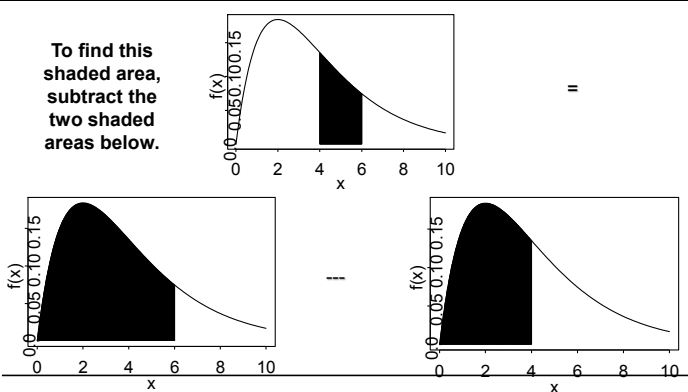 To find this
shaded area,
subtract the
two shaded
areas below.
f(x)
0.0 0.05 0.10 0.15
0 2 4 6 8 10
x
=
f(x)
0.0 0.05 0.10 0.15
0 2 4 6 8 10
x
---
f(x)
0.0 0.05 0.10 0.15
0 2 4 6 8 10
x